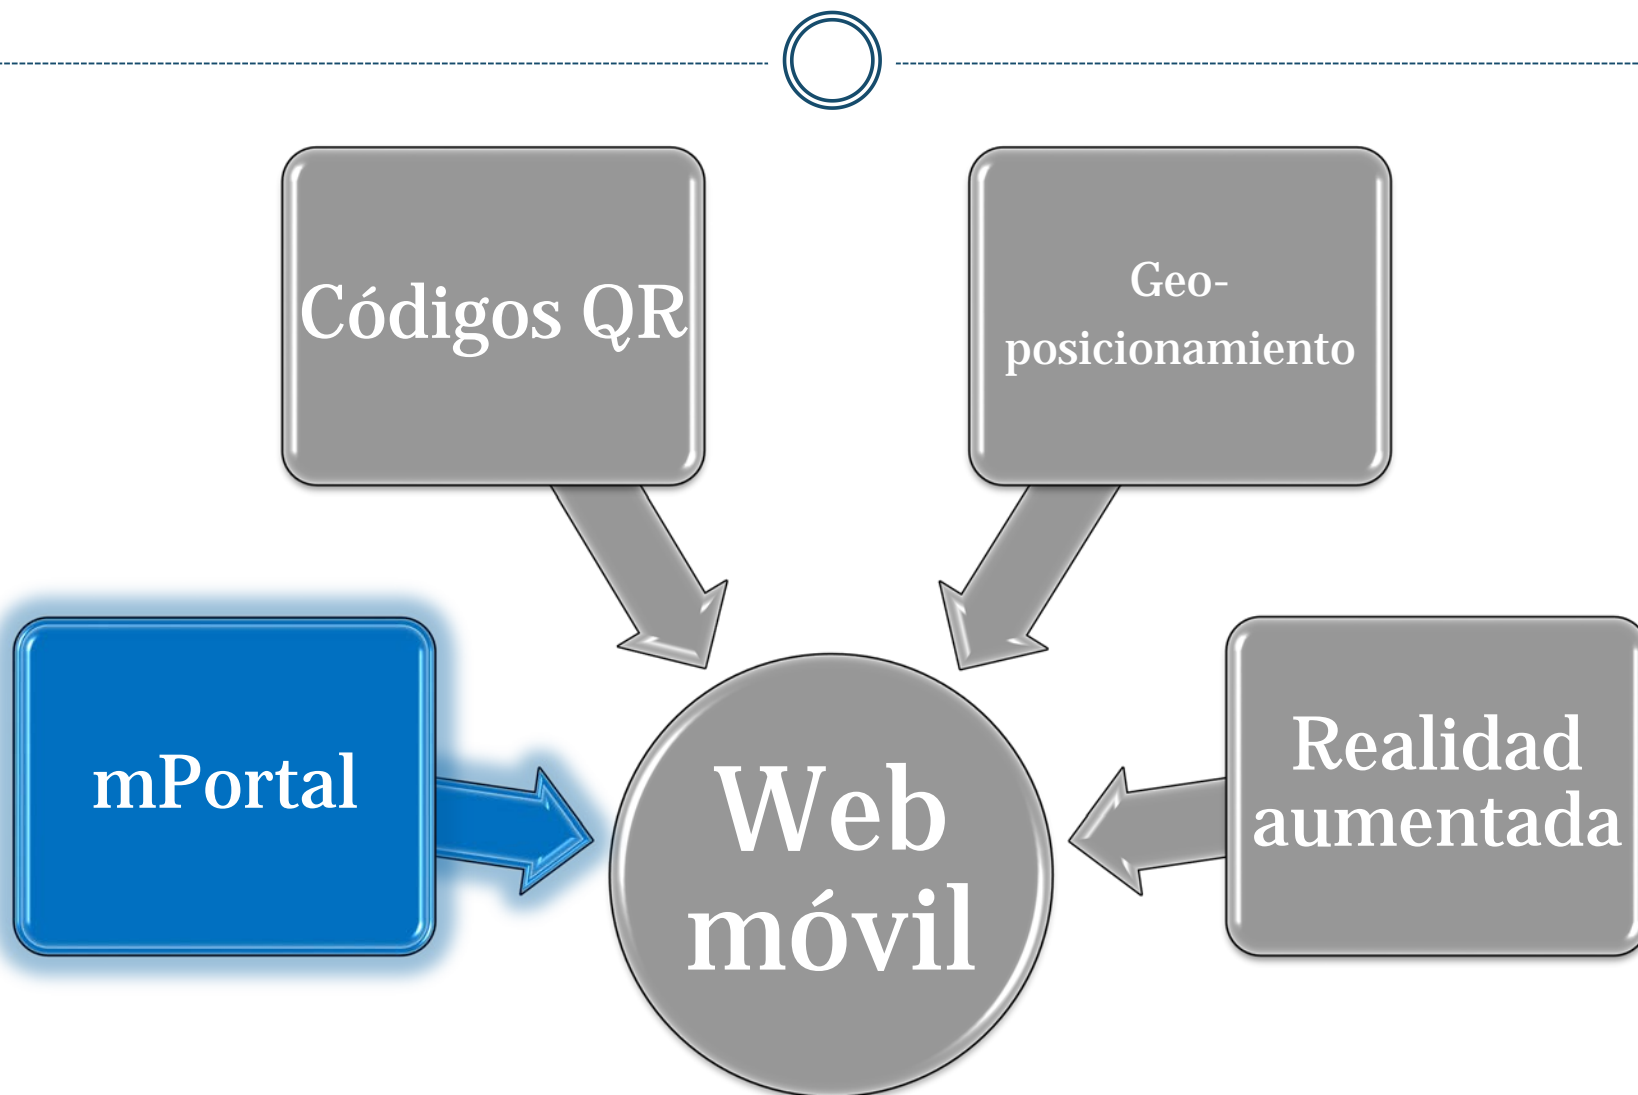 Códigos QR
Geo-
posicionamiento
mPortal
Web
móvil
Realidad
aumentada